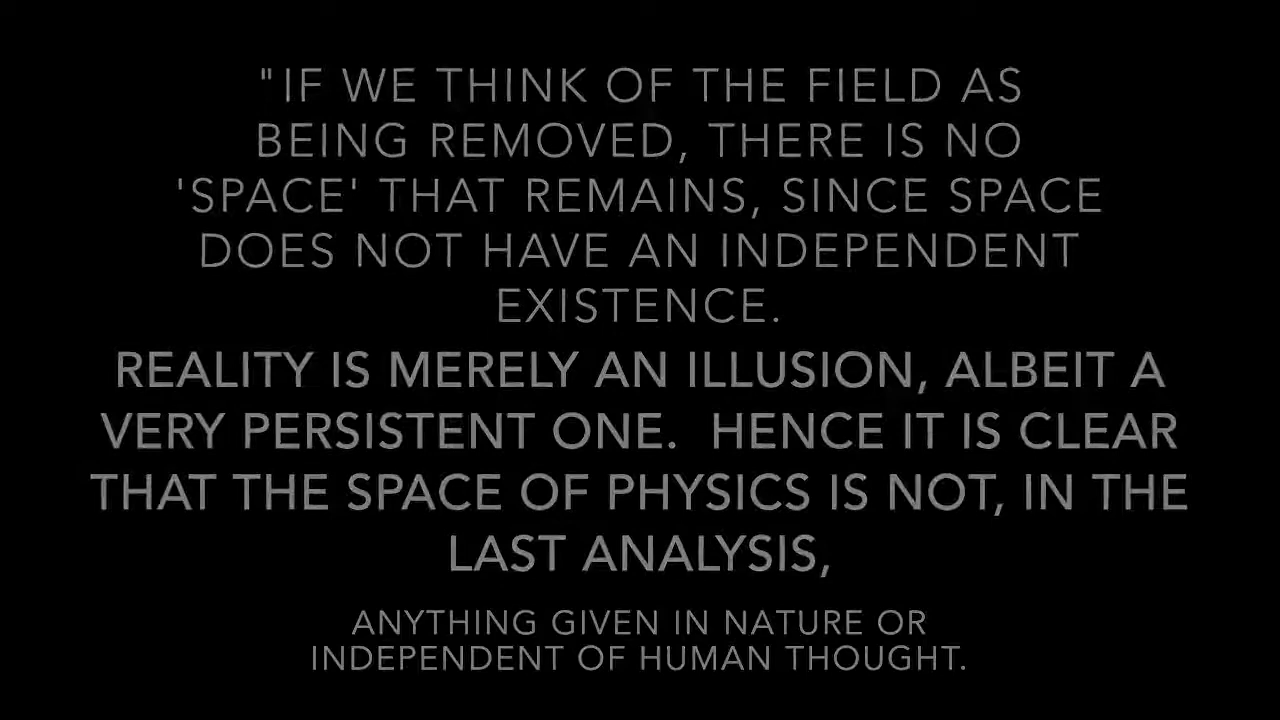 "IF WE THINK OF THE FIELD AS
BEING REMOVED, THERE IS NO
'SPACE' THAT REMAINS, SINCE SPACE
DOES NOT HAVE AN INDEPENDENT
EXISTENCE.
REALITY IS MERELY AN ILLUSION, ALBEIT A
VERY PERSISTENT ONE.  HENCE IT IS CLEAR
THAT THE SPACE OF PHYSICS IS NOT, IN THE
LAST ANALYSIS,
ANYTHING GIVEN IN NATURE OR
INDEPENDENT OF HUMAN THOUGHT.